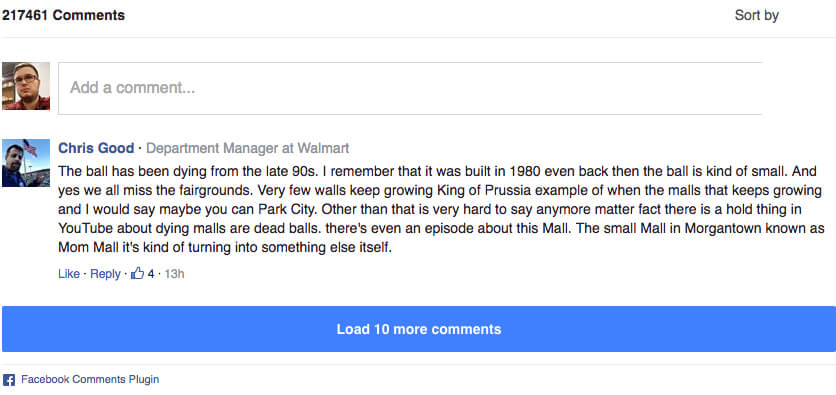 217461 Comments
Sort by
Add a comment...
Chris Good · Department Manager at Walmart
The ball has been dying from the late 90s. I remember that it was built in 1980 even back then the ball is kind of small. And
yes we all miss the fairgrounds. Very few walls keep growing King of Prussia example of when the malls that keeps growing
and I would say maybe you can Park City. Other than that is very hard to say anymore matter fact there is a hold thing in
YouTube about dying malls are dead balls. there's even an episode about this Mall. The small Mall in Morgantown known as
Mom Mall it's kind of turning into something else itself.
Like · Reply · 4 · 13h
Load 10 more comments
Facebook Comments Plugin